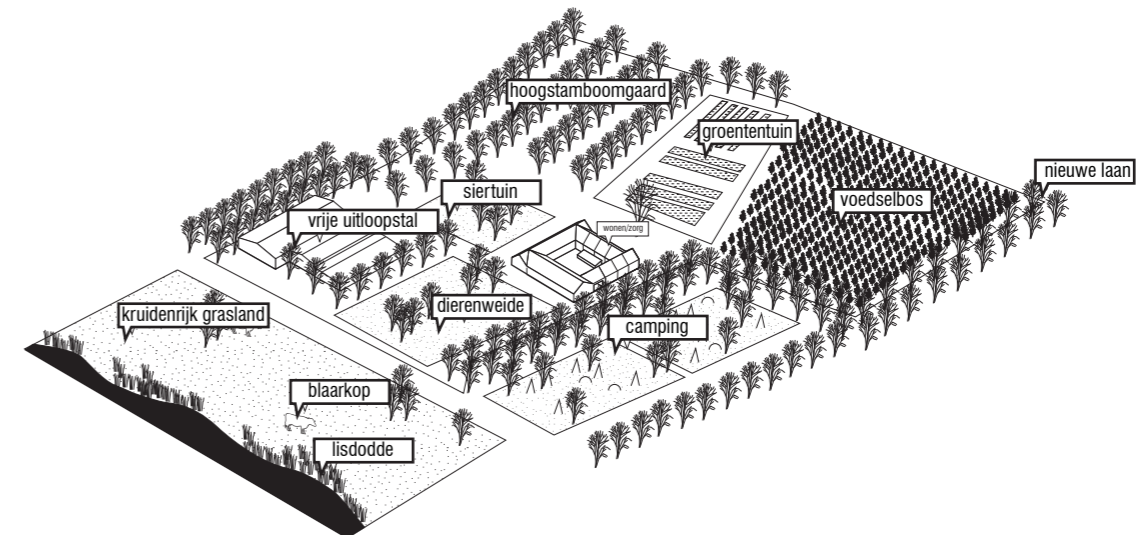 hoogstamboomgaard
groententuin
nieuwe laan
siertuin
voedselbos
vrije uitloopstal
wonen/zorg
dierenweide
kruidenrijk grasland
camping
blaarkop
lisdodde